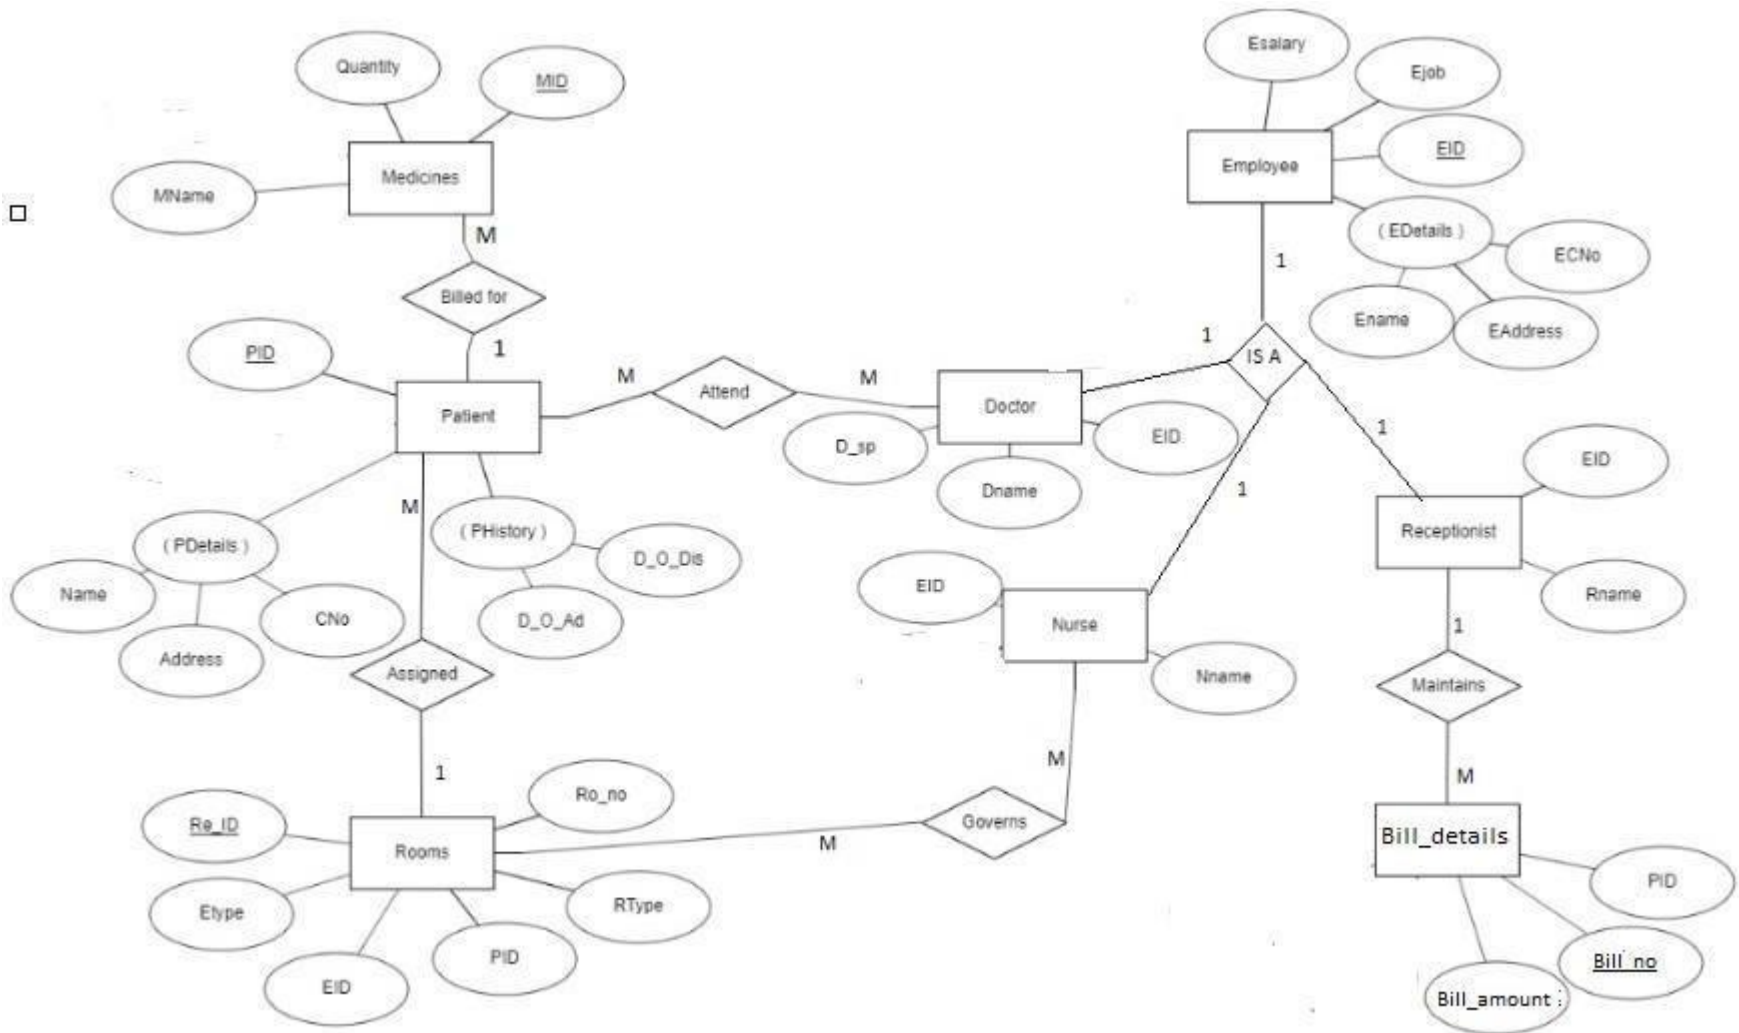 Esalary
Quantity
Ejob
MID
EID
Employee
Medicines
MName
( EDetails )
M
ECNo
1
Billed for
Ename
EAddress
1
1
PID
IS A
M
M
Attend
Patient
Doctor
1
EID
D_sp
EID
Dname
1
M
Receptionist
( PHistory )
( PDetails )
D_O_Dis
EID
Name
Rname
CNo
D_O_Ad
Nurse
1
Address
Assigned
Nname
Maintains
M
1
M
Ro_no
Re_ID
Governs
Bill_details
M
Rooms
PID
Etype
RType
PID
Bill_no
EID
Bill_amount :